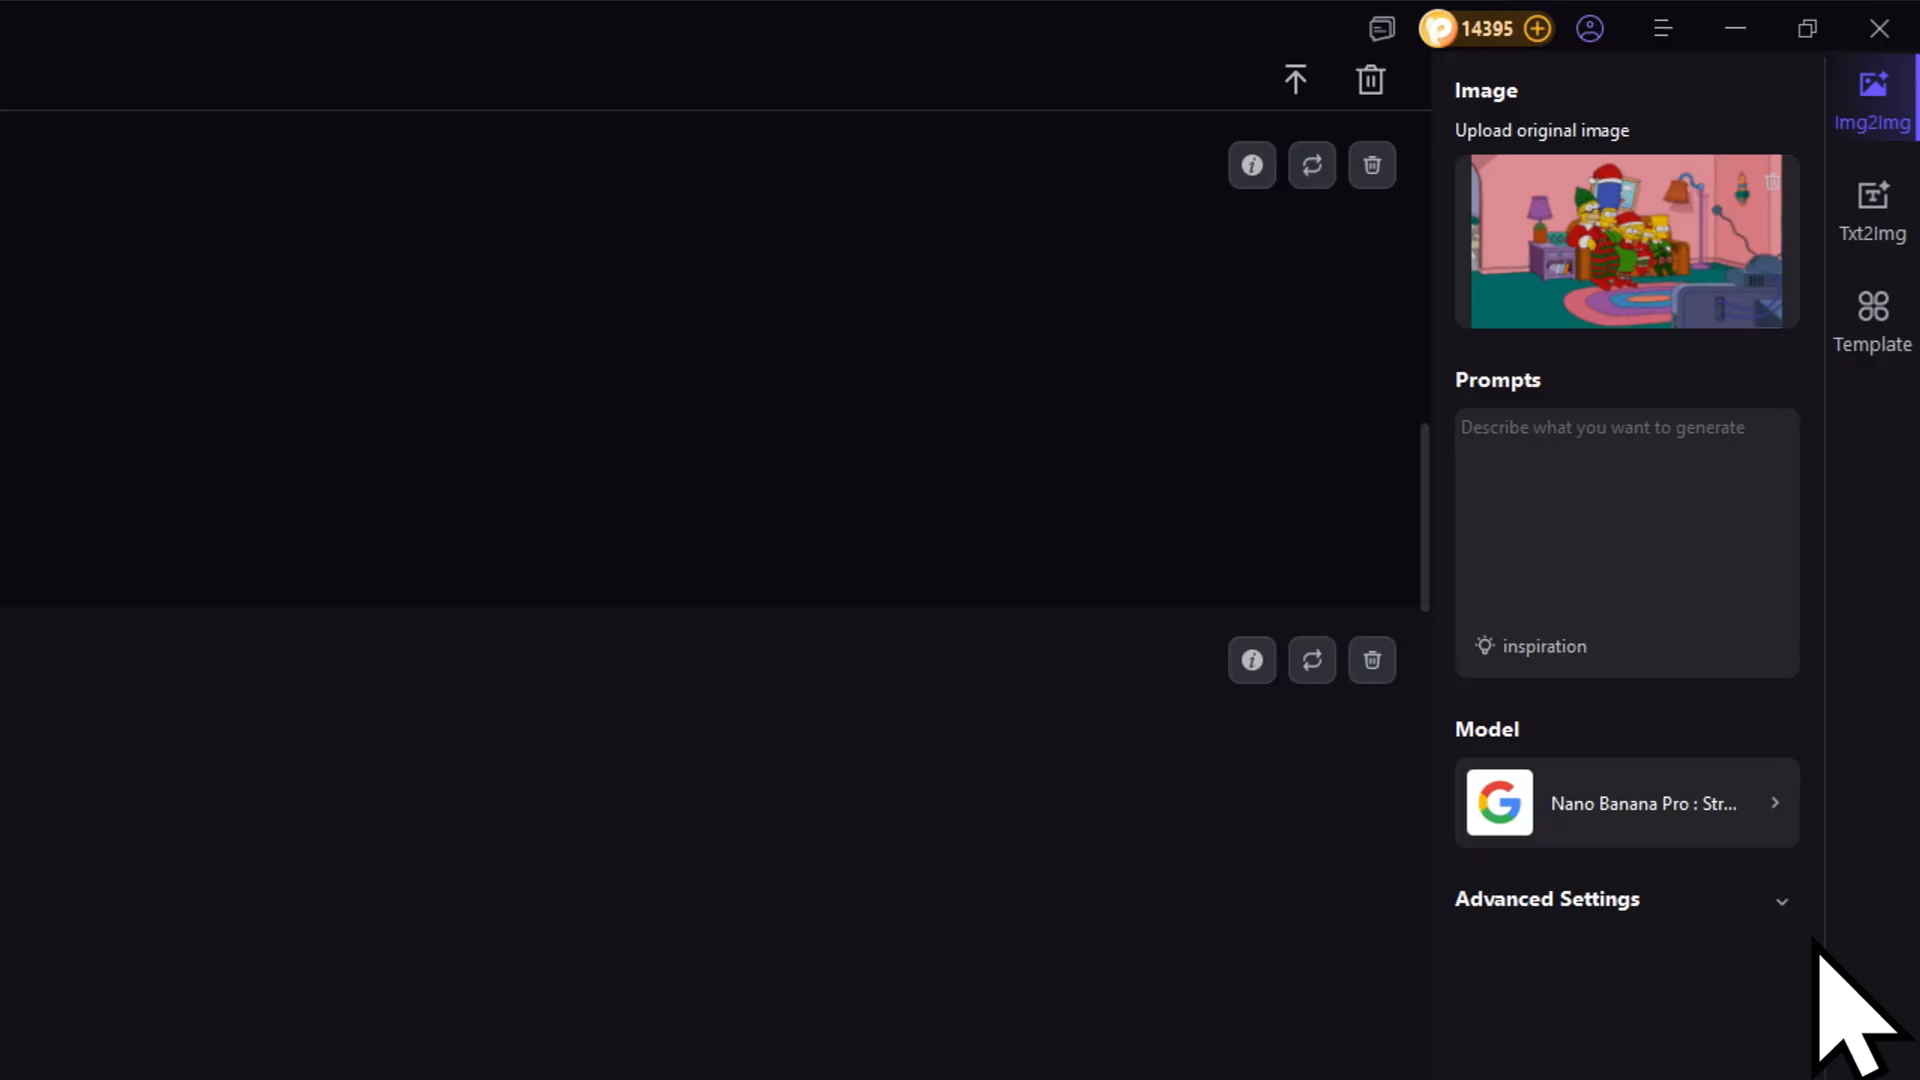 14395
Image
Upload original image
Img2Img
Txt2Img
Template
Prompts
Describe what you want to generate
inspiration
Model
Nano Banana Pro : Str...
Advanced Settings